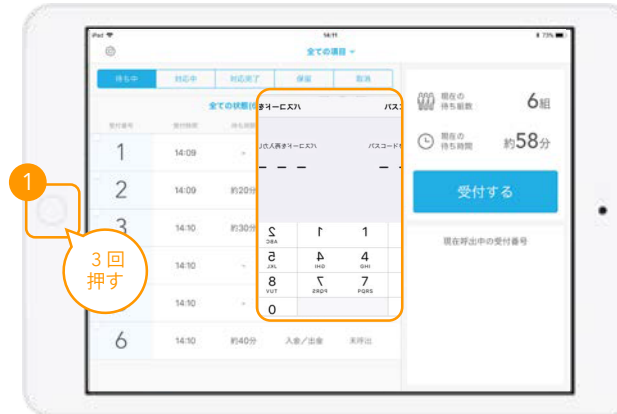 iPad
14:11
73%
全ての項目
待ち中
対応中
対応完了
保留
取消
全ての状態(6
受付番号
受付時間
待ち時間
1
14:09
-
2
14:09
約20分
3
14:10
約30分
14:10
-
14:10
-
6
14:10
約40分
入金/出金
未呼出
パス
パスコード
1
2
ABC
4
GHI
5
JKL
7
PQRS
8
TUV
0
現在の
待ち組数
6組
現在の
待ち時間
約58分
受付する
現在呼出中の受付番号
1
3回
押す